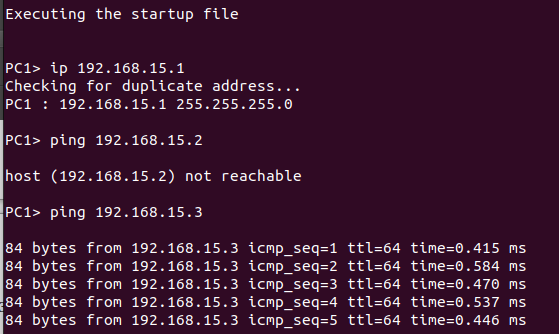 Executing the startup file
PC1> ip 192.168.15.1
Checking for duplicate address...
PC1 : 192.168.15.1 255.255.255.0
PC1> ping 192.168.15.2
host (192.168.15.2) not reachable
PC1> ping 192.168.15.3
84 bytes from 192.168.15.3 icmp_seq=1 ttl=64 time=0.415 ms
84 bytes from 192.168.15.3 icmp_seq=2 ttl=64 time=0.584 ms
84 bytes from 192.168.15.3 icmp_seq=3 ttl=64 time=0.470 ms
84 bytes from 192.168.15.3 icmp_seq=4 ttl=64 time=0.537 ms
84 bytes from 192.168.15.3 icmp_seq=5 ttl=64 time=0.446 ms